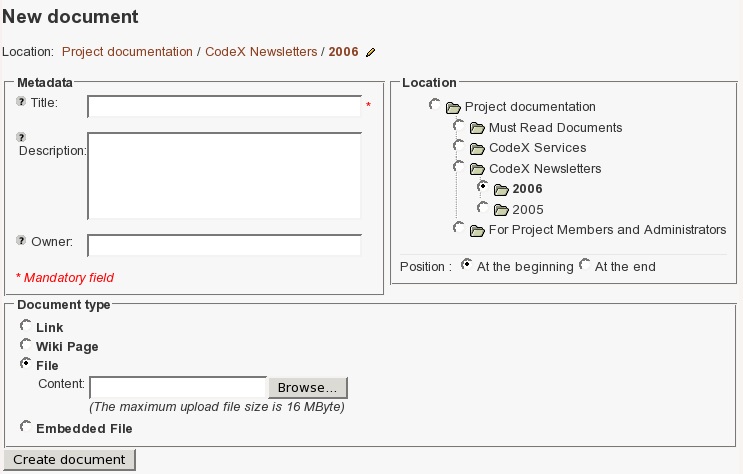 New document
Location: Project documentation / CodeX Newsletters / 2006
Metadata
? Title: *
? Description:
? Owner:
* Mandatory field
Location
Project documentation
Must Read Documents
CodeX Services
CodeX Newsletters
2006
2005
For Project Members and Administrators
Position : At the beginning At the end
Document type
Link
Wiki Page
File
Content: Browse...
(The maximum upload file size is 16 MByte)
Embedded File
Create document